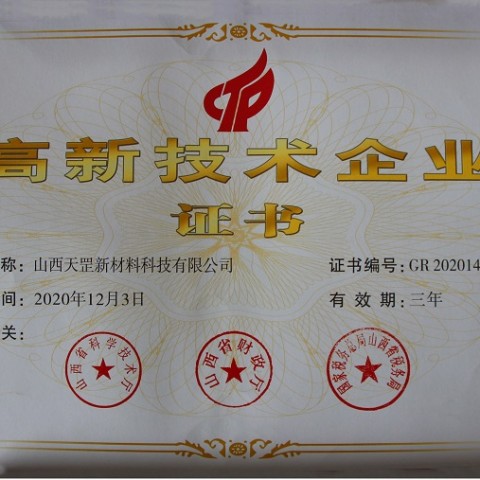 高新技术企业
证书
称：山西天罡新材料科技有限公司
证书编号：GR202014
间：2020年12月3日
有效期：三年
关：
山西省科学技术厅
山西省财政厅
国家税务总局山西省税务局